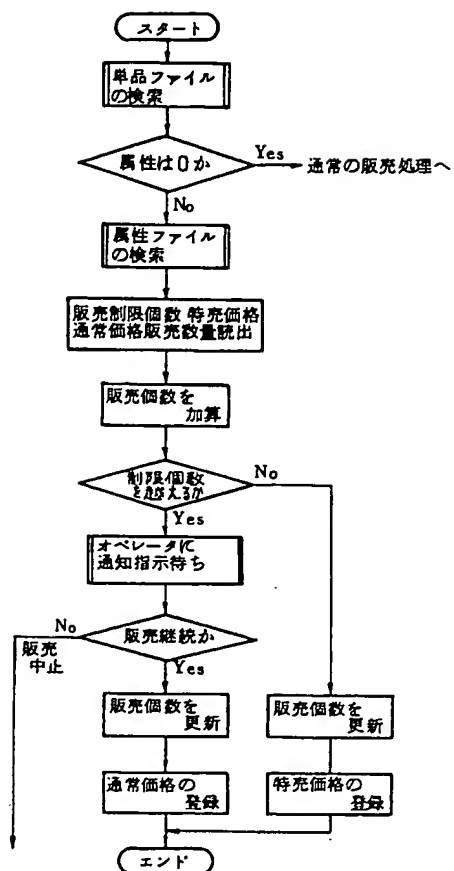 スタート
単品ファイル
の検索
属性は0か
Yes
通常の販売処理へ
No
属性ファイル
の検索
販売制限個数 特売価格
通常価格販売数量読出
販売個数を
加算
制限個数
を越えるか
No
Yes
オペレータに
通知指示待ち
No
販売継続か
販売
中止
Yes
販売個数を
更新
販売個数を
更新
通常価格の
登録
特売価格の
登録
エンド